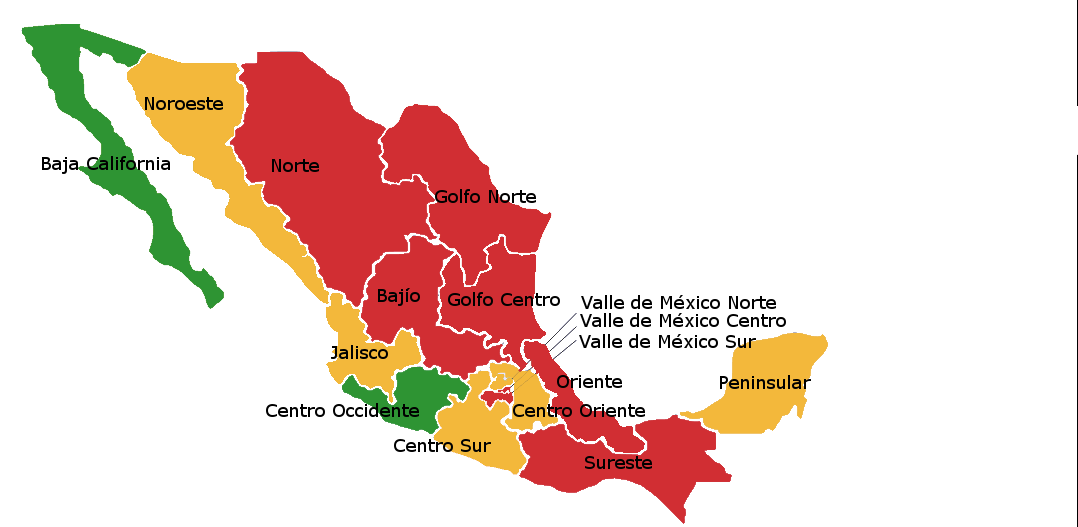 Noroeste
Baja California
Norte
Golfo Norte
Bajío
Golfo Centro
Valle de México Norte
Valle de México Centro
Valle de México Sur
Jalisco
Oriente
Peninsular
Centro Occidente
Centro Oriente
Centro Sur
Sureste